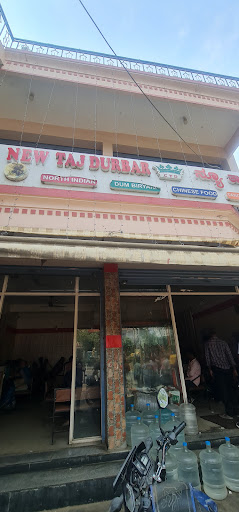 NEW TAJ DURBAR
NORTH INDIAN
DUM BIRYANI
CHINESE FOOD